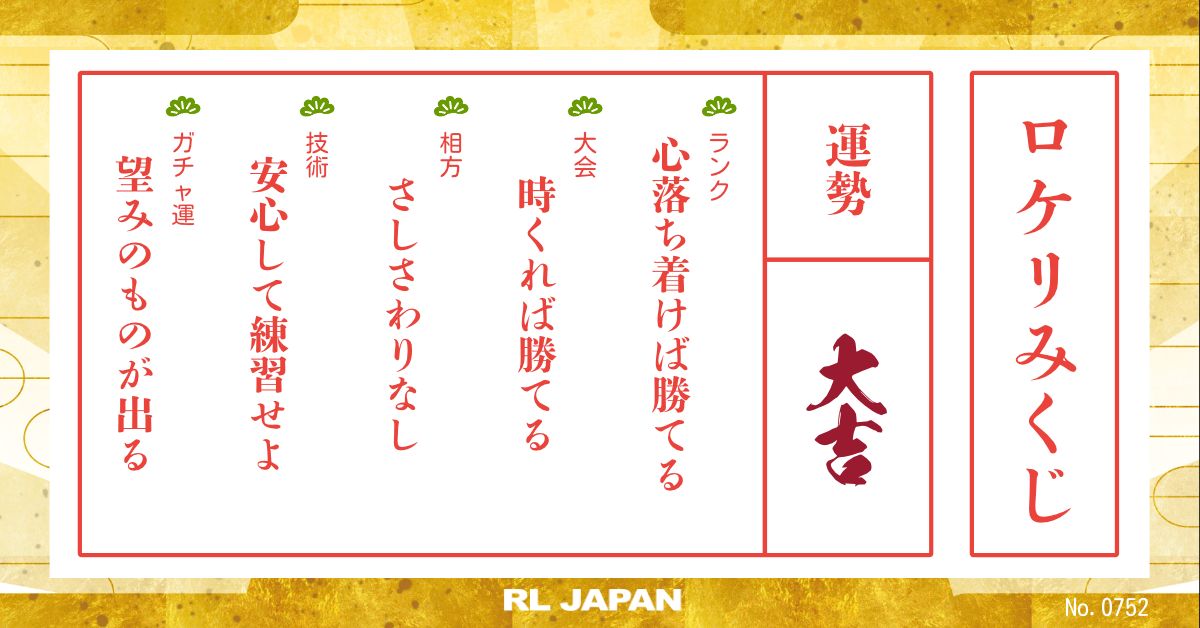 ロケリみくじ
運勢
大吉
ランク
心落ち着けば勝てる
大会
時くれば勝てる
相方
さしさわりなし
技術
安心して練習せよ
ガチャ運
望みのものが出る
RL JAPAN
No. 0752